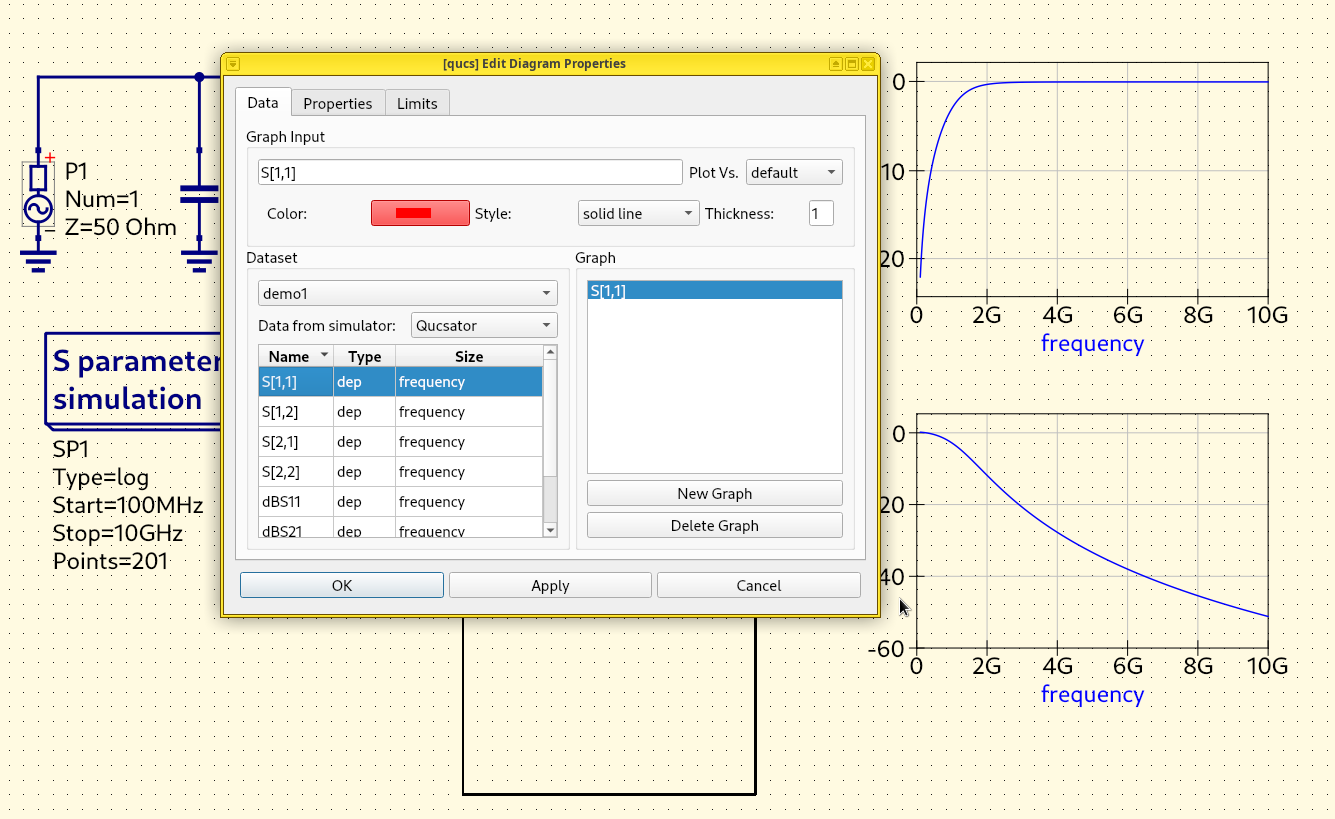 [qucs] Edit Diagram Properties
Data Properties Limits
Graph Input
S[1,1] Plot Vs. default
Color: Style: solid line Thickness: 1
Dataset
demo1
Data from simulator: Qucsator
Name Type Size
S[1,1] dep frequency
S[1,2] dep frequency
S[2,1] dep frequency
S[2,2] dep frequency
dBS11 dep frequency
dBS21 dep frequency
Graph
S[1,1]
New Graph
Delete Graph
OK Apply Cancel
P1
Num=1
Z=50 Ohm
S parameter
simulation
SP1
Type=log
Start=100MHz
Stop=10GHz
Points=201
0
10
20
0 2G 4G 6G 8G 10G
frequency
0
20
40
-60
0 2G 4G 6G 8G 10G
frequency